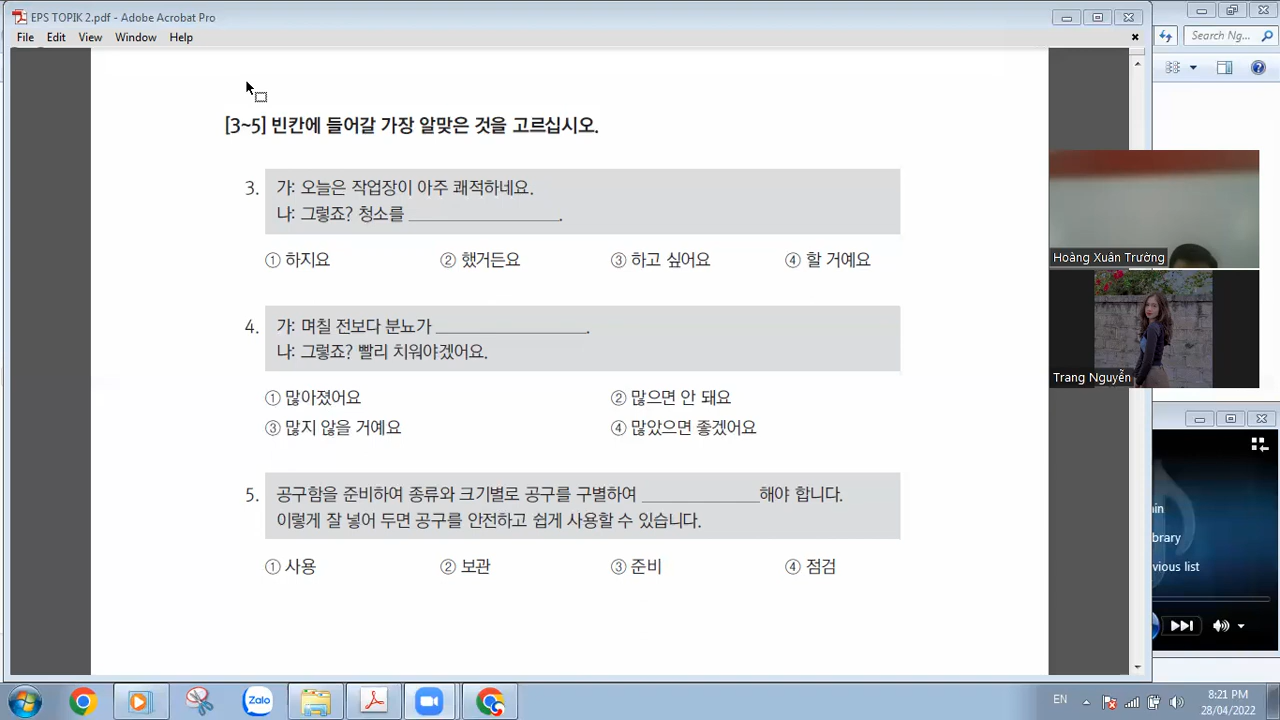 EPS TOPIK 2.pdf - Adobe Acrobat Pro
File Edit View Window Help
Search Ng...
[3~5] 빈칸에 들어갈 가장 알맞은 것을 고르십시오.
3. 가: 오늘은 작업장이 아주 쾌적하네요.
나: 그렇죠? 청소를 ________________.
① 하지요 ② 했거든요 ③ 하고 싶어요 ④ 할 거예요
4. 가: 며칠 전보다 분뇨가 ________________.
나: 그렇죠? 빨리 치워야겠어요.
① 많아졌어요 ② 많으면 안 돼요
③ 많지 않을 거예요 ④ 많았으면 좋겠어요
5. 공구함을 준비하여 종류와 크기별로 공구를 구별하여 ____________해야 합니다.
이렇게 잘 넣어 두면 공구를 안전하고 쉽게 사용할 수 있습니다.
① 사용 ② 보관 ③ 준비 ④ 점검
Hoàng Xuân Trường
Trang Nguyễn
ibrary
vious list
Zalo
EN
8:21 PM
28/04/2022